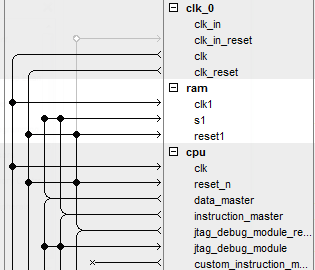 clk_0
clk_in
clk_in_reset
clk
clk_reset
ram
clk1
s1
reset1
cpu
clk
reset_n
data_master
instruction_master
jtag_debug_module_re...
jtag_debug_module
custom_instruction_m...